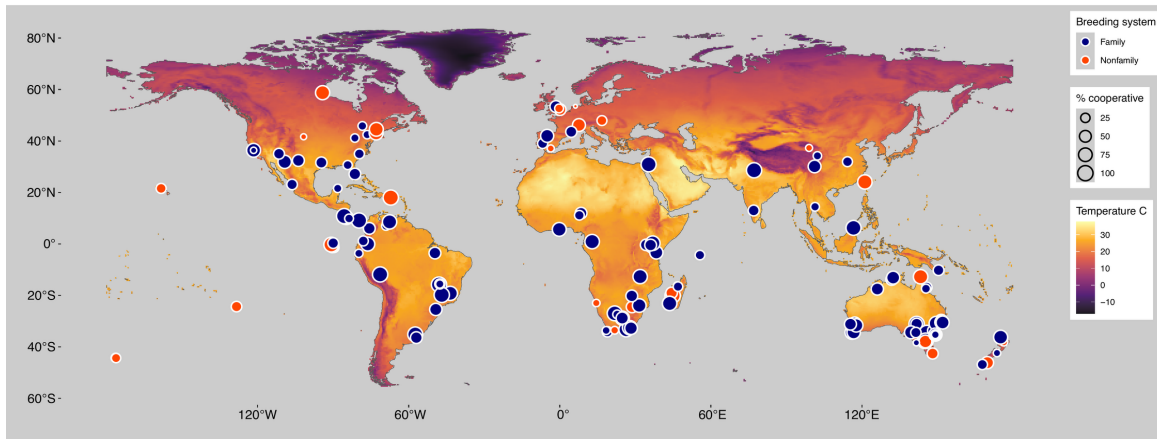 80°N
60°N
40°N
20°N
0°
20°S
40°S
60°S
120°W
60°W
0°
60°E
120°E
Breeding system
Family
Nonfamily
% cooperative
25
50
75
100
Temperature C
30
20
10
0
−10